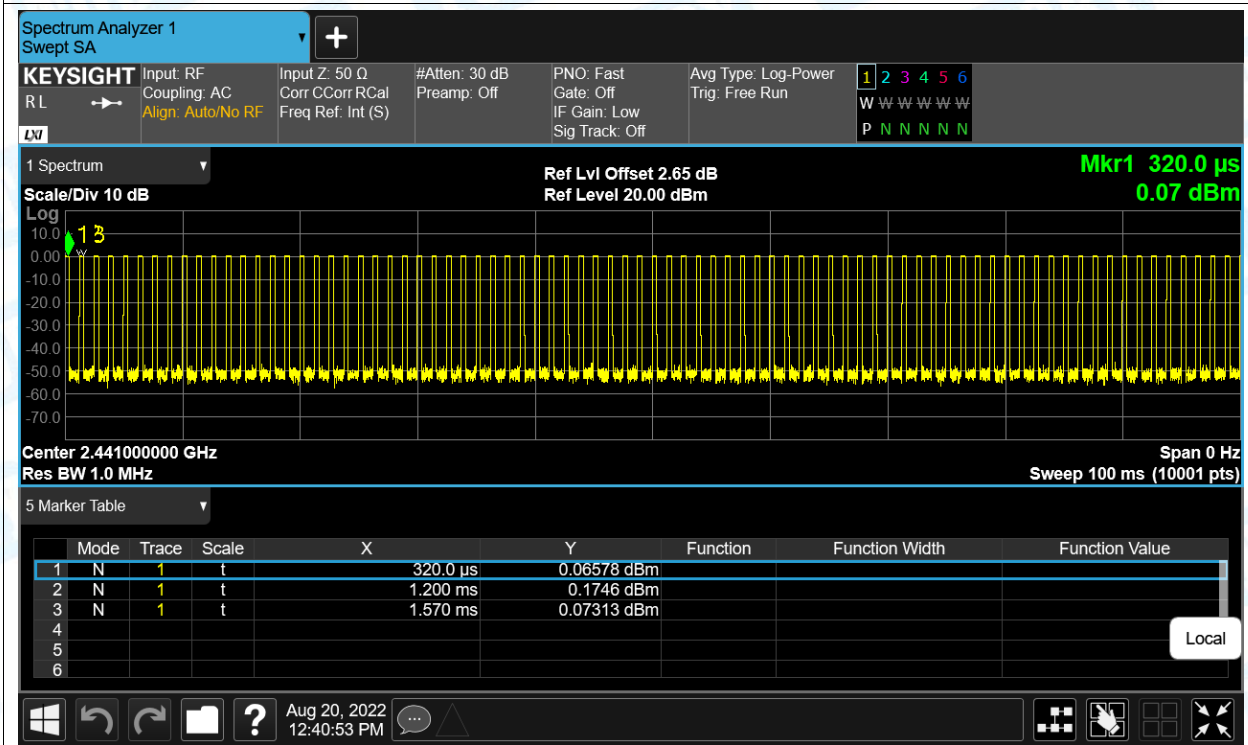 Spectrum Analyzer 1
Swept SA
KEYSIGHT Input: RF Input Z: 50 Ω #Atten: 30 dB PNO: Fast Avg Type: Log-Power 1 2 3 4 5 6
R L Coupling: AC Corr CCorr RCal Preamp: Off Gate: Off Trig: Free Run W W W W W W
Align: Auto/No RF Freq Ref: Int (S) IF Gain: Low
LXI Sig Track: Off P N N N N N
1 Spectrum Ref Lvl Offset 2.65 dB Mkr1 320.0 µs
Scale/Div 10 dB Ref Level 20.00 dBm 0.07 dBm
Log
10.0
0.00
-10.0
-20.0
-30.0
-40.0
-50.0
-60.0
-70.0
Center 2.441000000 GHz Span 0 Hz
Res BW 1.0 MHz Sweep 100 ms (10001 pts)
5 Marker Table
Mode Trace Scale X Y Function Function Width Function Value
1 N 1 t 320.0 µs 0.06578 dBm
2 N 1 t 1.200 ms 0.1746 dBm
3 N 1 t 1.570 ms 0.07313 dBm
4
5
6
Local
? Aug 20, 2022
12:40:53 PM